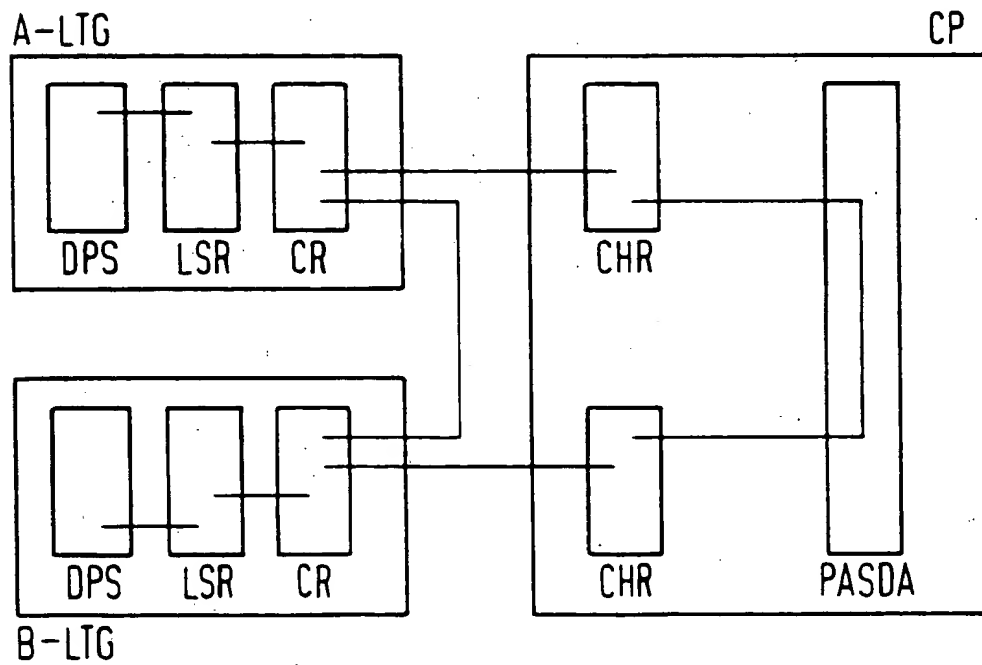 A-LTG
CP
DPS LSR CR
CHR
DPS LSR CR
CHR
PASDA
B-LTG